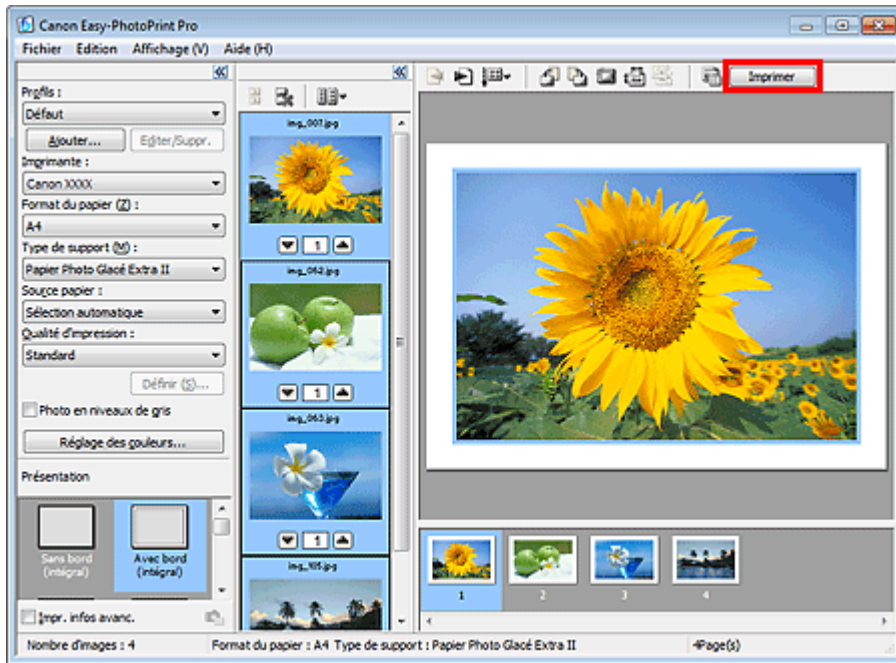 Canon Easy-PhotoPrint Pro
Fichier Edition Affichage (V) Aide (H)
Profils :
Défaut
Ajouter... Editer/Suppr.
Imprimante :
Canon XXXX
Format du papier (Z) :
A4
Type de support (M) :
Papier Photo Glacé Extra II
Source papier :
Sélection automatique
Qualité d'impression :
Standard
Définir (S)...
Photo en niveaux de gris
Réglage des couleurs...
Présentation
Sans bord (intégral)
Avec bord (intégral)
Impr. infos avanc.
img_001.jpg
1
img_062.jpg
1
img_063.jpg
1
img_105.jpg
Imprimer
1 2 3 4
Nombre d'images : 4 Format du papier : A4 Type de support : Papier Photo Glacé Extra II 4Page(s)